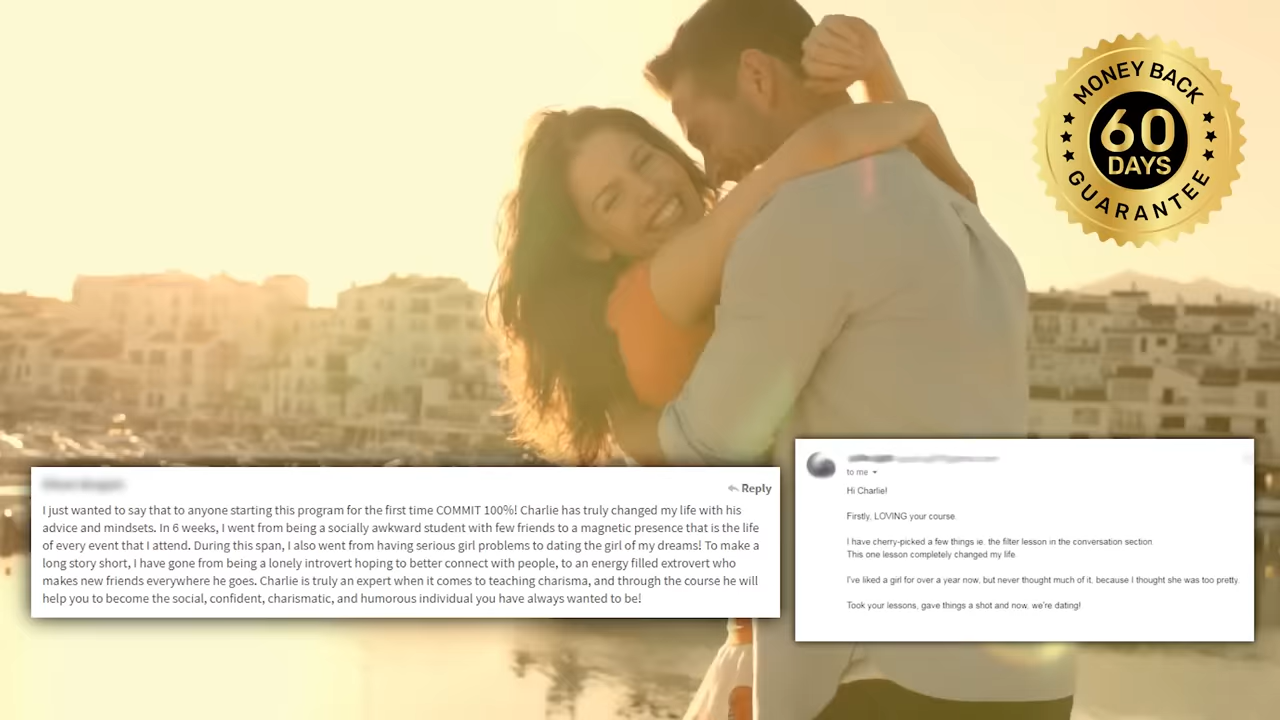 MONEY BACK
60
DAYS
GUARANTEE
Reply
I just wanted to say that to anyone starting this program for the first time COMMIT 100%! Charlie has truly changed my life with his
advice and mindsets. In 6 weeks, I went from being a socially awkward student with few friends to a magnetic presence that is the life
of every event that I attend. During this span, I also went from having serious girl problems to dating the girl of my dreams! To make a
long story short, I have gone from being a lonely introvert hoping to better connect with people, to an energy filled extrovert who
makes new friends everywhere he goes. Charlie is truly an expert when it comes to teaching charisma, and through the course he will
help you to become the social, confident, charismatic, and humorous individual you have always wanted to be!
to me
Hi Charlie!
Firstly, LOVING your course.
I have cherry-picked a few things ie. the filter lesson in the conversation section.
This one lesson completely changed my life.
I've liked a girl for over a year now, but never thought much of it, because I thought she was too pretty.
Took your lessons, gave things a shot and now, we're dating!